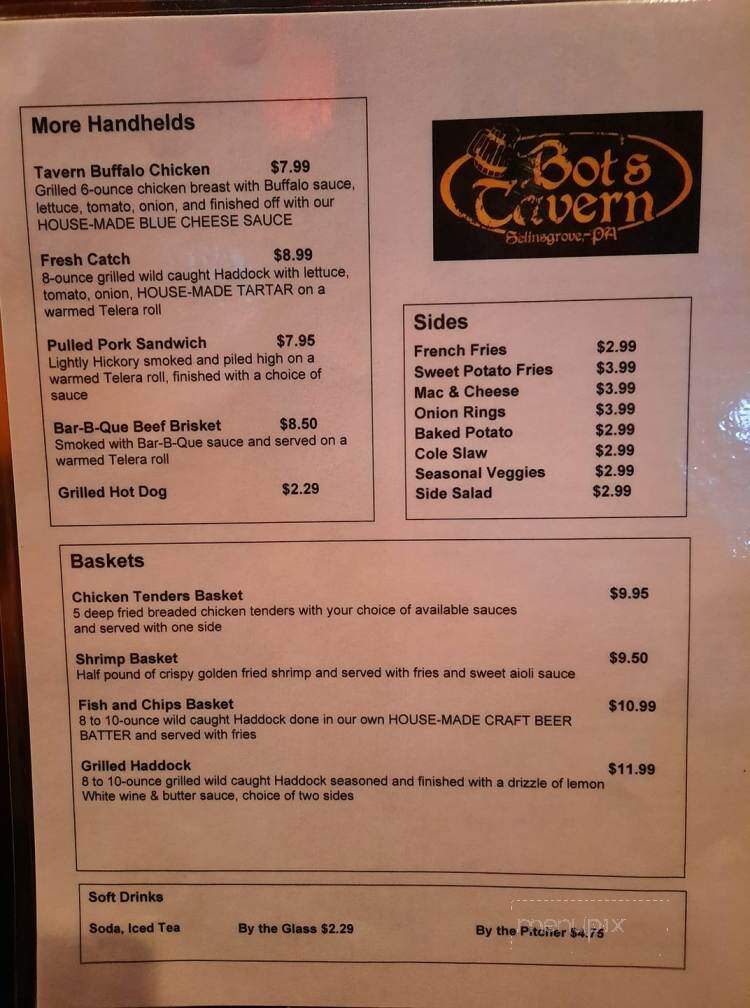 More Handhelds
Tavern Buffalo Chicken $7.99
Grilled 6-ounce chicken breast with Buffalo sauce,
lettuce, tomato, onion, and finished off with our
HOUSE-MADE BLUE CHEESE SAUCE
Fresh Catch $8.99
8-ounce grilled wild caught Haddock with lettuce,
tomato, onion, HOUSE-MADE TARTAR on a
warmed Telera roll
Pulled Pork Sandwich $7.95
Lightly Hickory smoked and piled high on a
warmed Telera roll, finished with a choice of
sauce
Bar-B-Que Beef Brisket $8.50
Smoked with Bar-B-Que sauce and served on a
warmed Telera roll
Grilled Hot Dog $2.29
Bot's
Tavern
Selinsgrove, PA
Sides
French Fries $2.99
Sweet Potato Fries $3.99
Mac & Cheese $3.99
Onion Rings $3.99
Baked Potato $2.99
Cole Slaw $2.99
Seasonal Veggies $2.99
Side Salad $2.99
Baskets
Chicken Tenders Basket $9.95
5 deep fried breaded chicken tenders with your choice of available sauces
and served with one side
Shrimp Basket $9.50
Half pound of crispy golden fried shrimp and served with fries and sweet aioli sauce
Fish and Chips Basket $10.99
8 to 10-ounce wild caught Haddock done in our own HOUSE-MADE CRAFT BEER
BATTER and served with fries
Grilled Haddock $11.99
8 to 10-ounce grilled wild caught Haddock seasoned and finished with a drizzle of lemon
White wine & butter sauce, choice of two sides
Soft Drinks
Soda, Iced Tea By the Glass $2.29 By the Pitcher $4.75
menupix